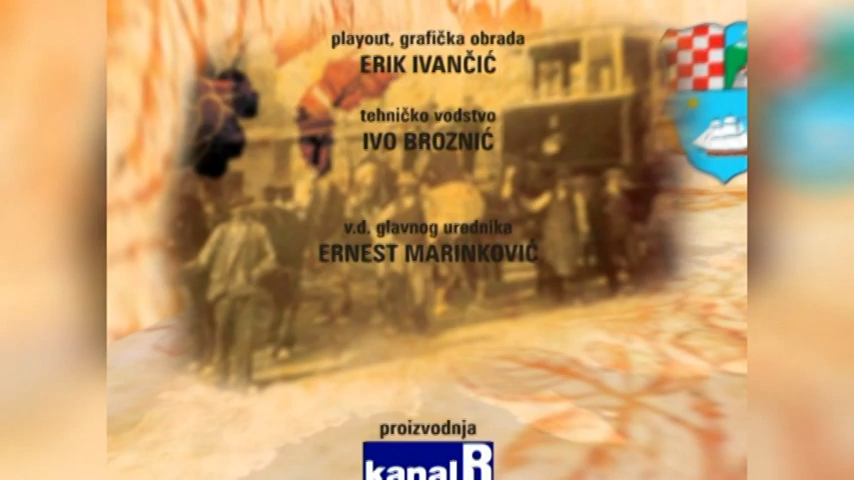 playout, grafička obrada
ERIK IVANČIĆ
tehničko vodstvo
IVO BROZNIĆ
v.d. glavnog urednika
ERNEST MARINKOVIĆ
proizvodnja
kanal R